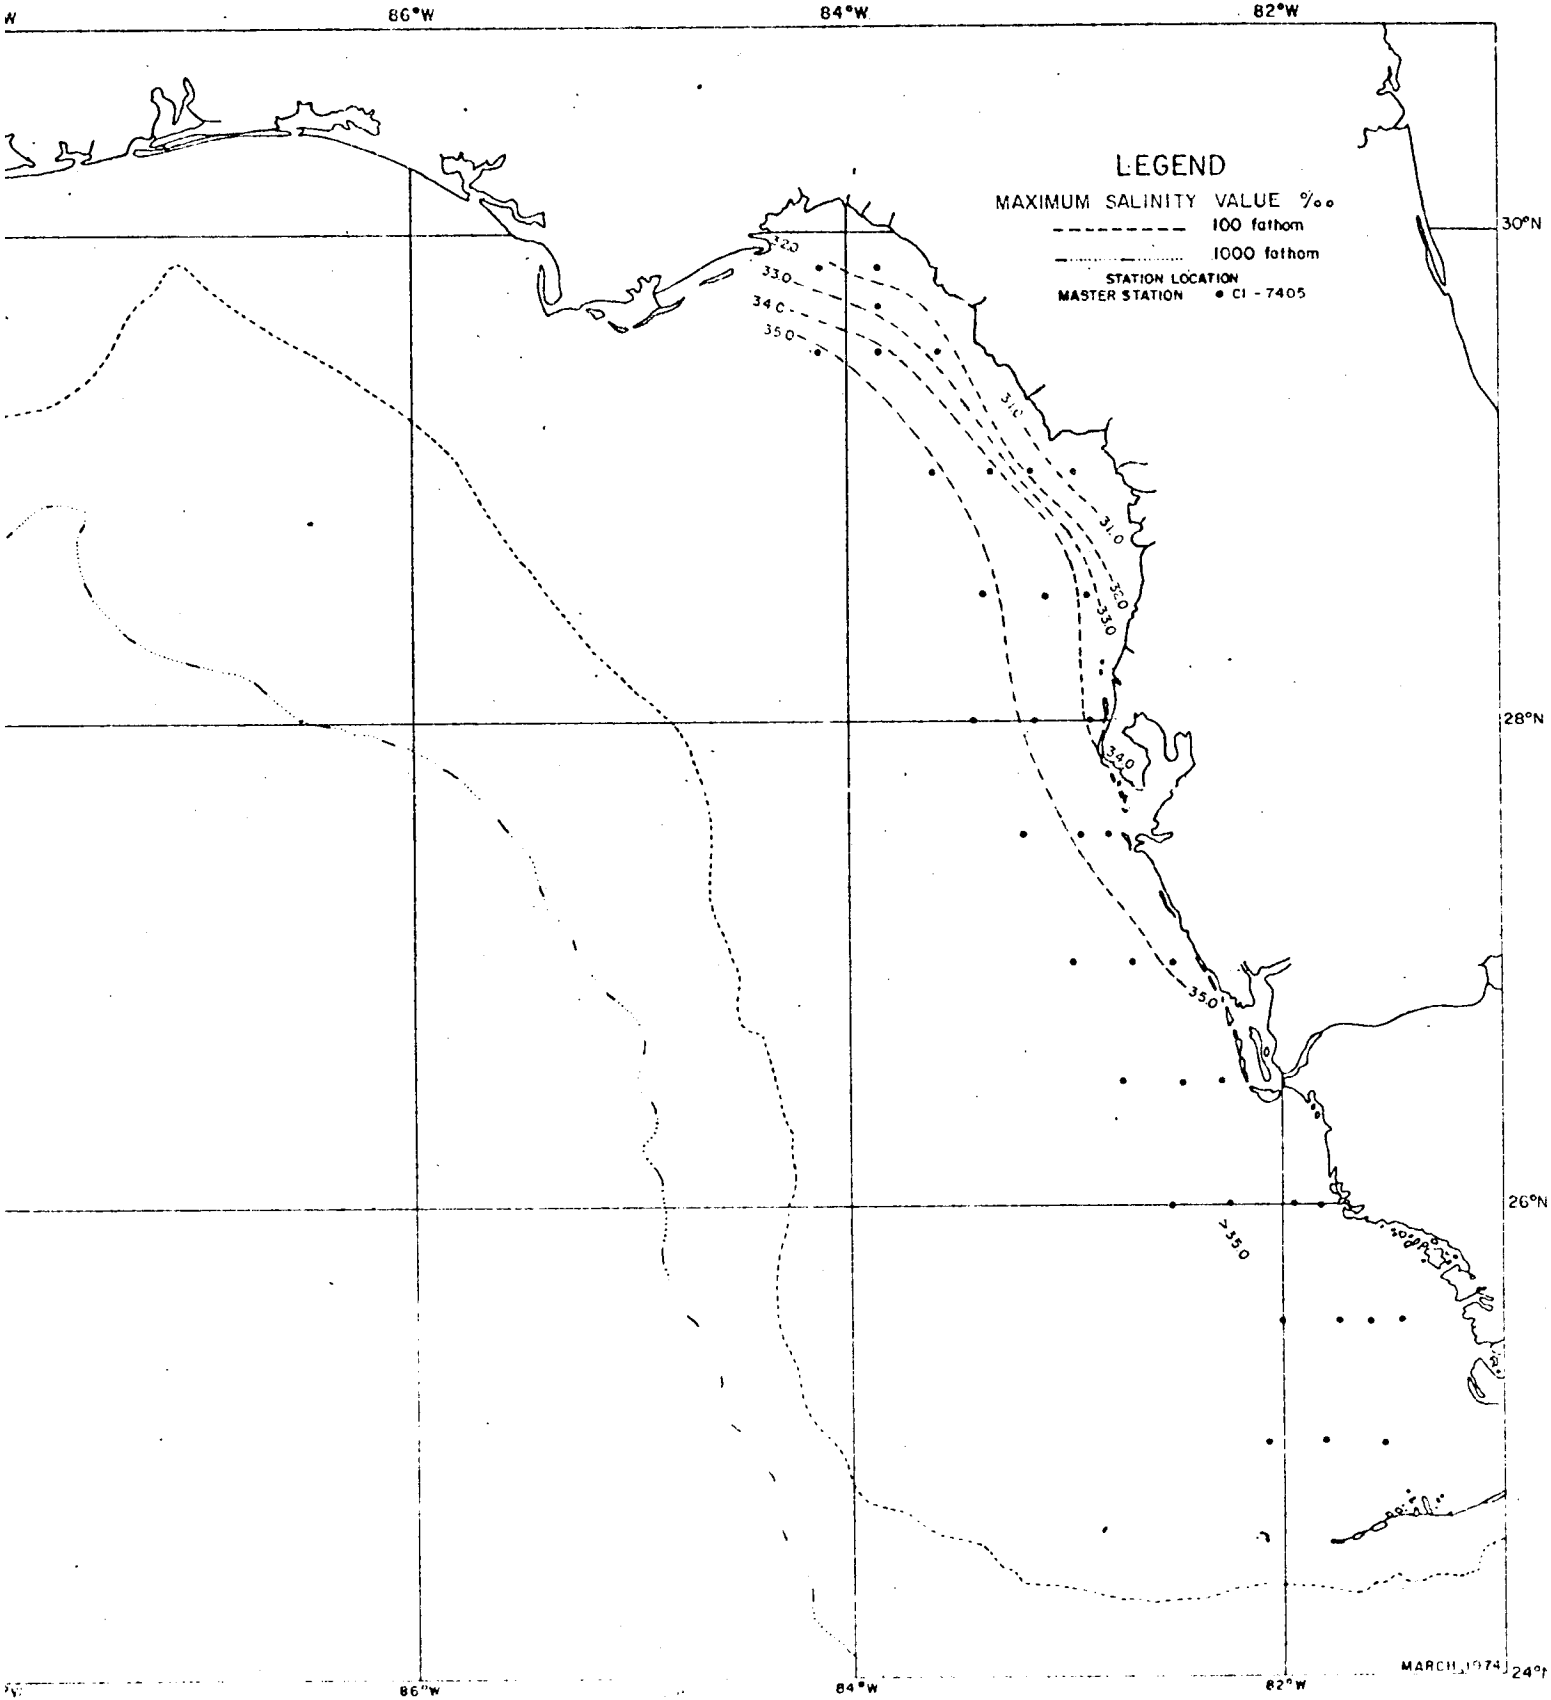 W 86°W 84°W 82°W
LEGEND
MAXIMUM SALINITY VALUE ‰
100 fathom
1000 fathom
STATION LOCATION
MASTER STATION • CI - 7405
30°N
32.0
33.0
34.0
35.0
31.0
31.0
32.0
33.0
28°N
34.0
35.0
26°N
>35.0
MARCH, 1974
24°N
86°W 84°W 82°W